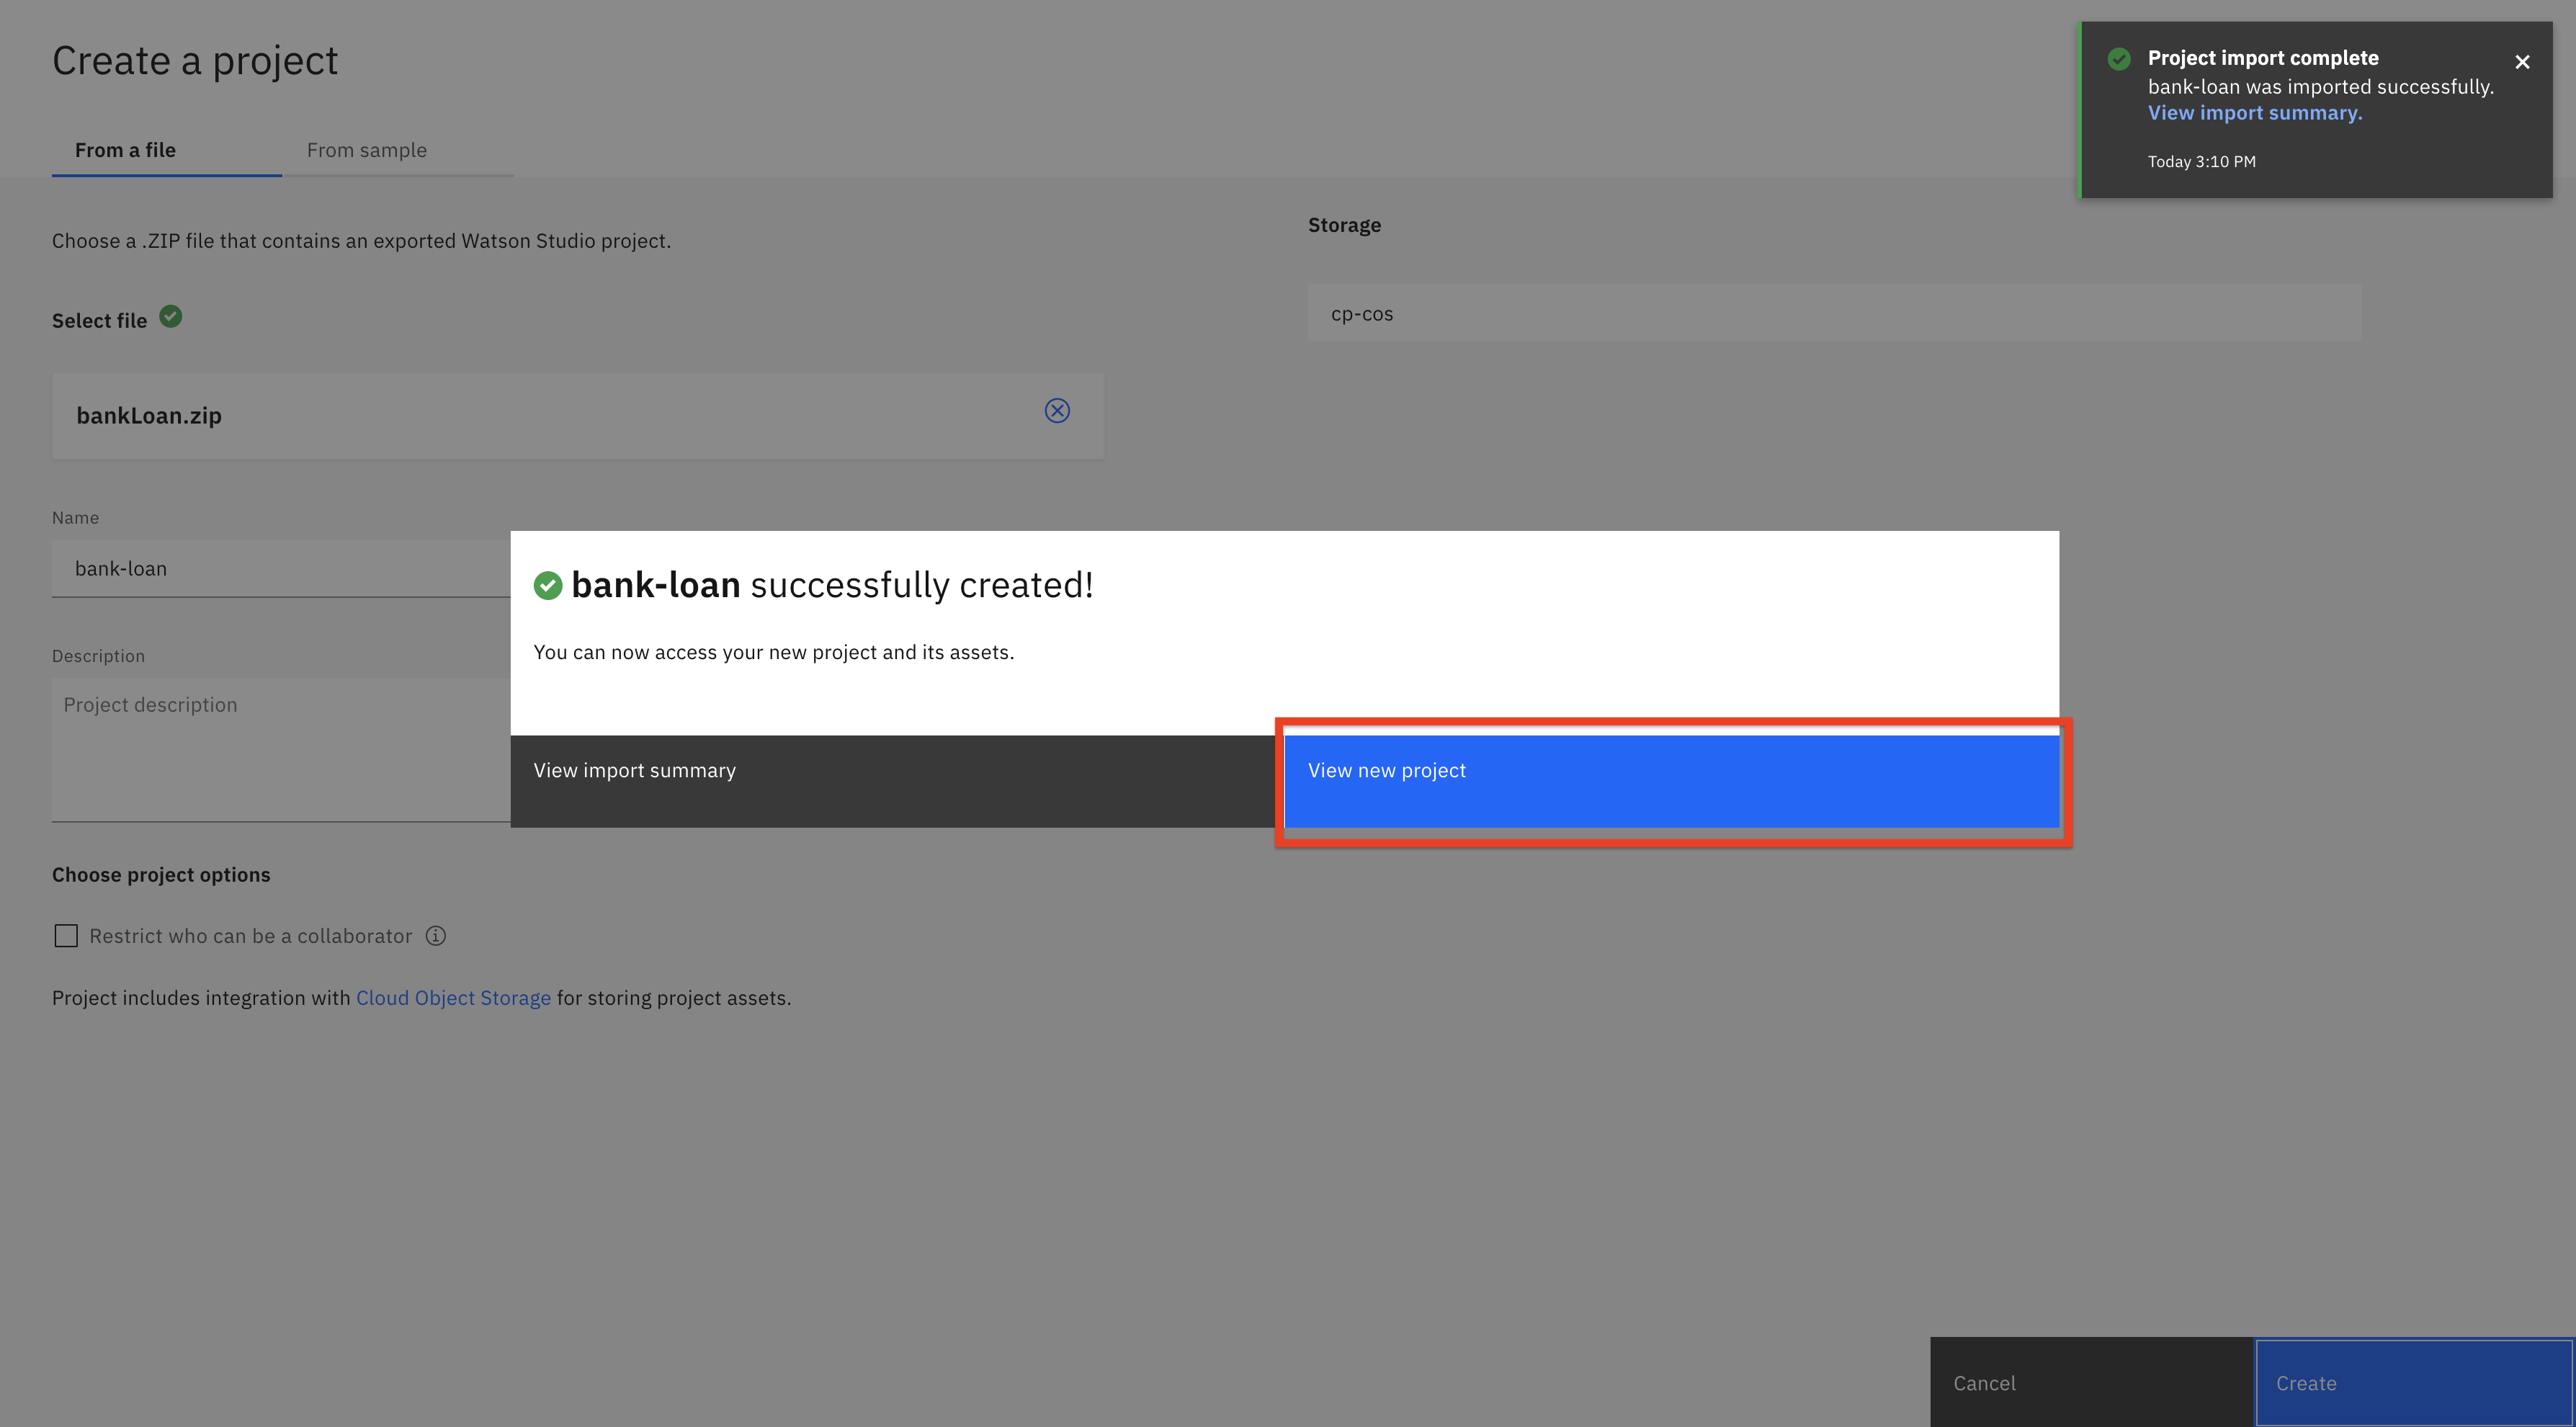 Create a project
From a file
From sample
Choose a .ZIP file that contains an exported Watson Studio project.
Select file
bankLoan.zip
Name
bank-loan
Description
Project description
Choose project options
Restrict who can be a collaborator
Project includes integration with Cloud Object Storage for storing project assets.
Storage
cp-cos
Project import complete
bank-loan was imported successfully.
View import summary.
Today 3:10 PM
bank-loan successfully created!
You can now access your new project and its assets.
View import summary
View new project
Cancel
Create